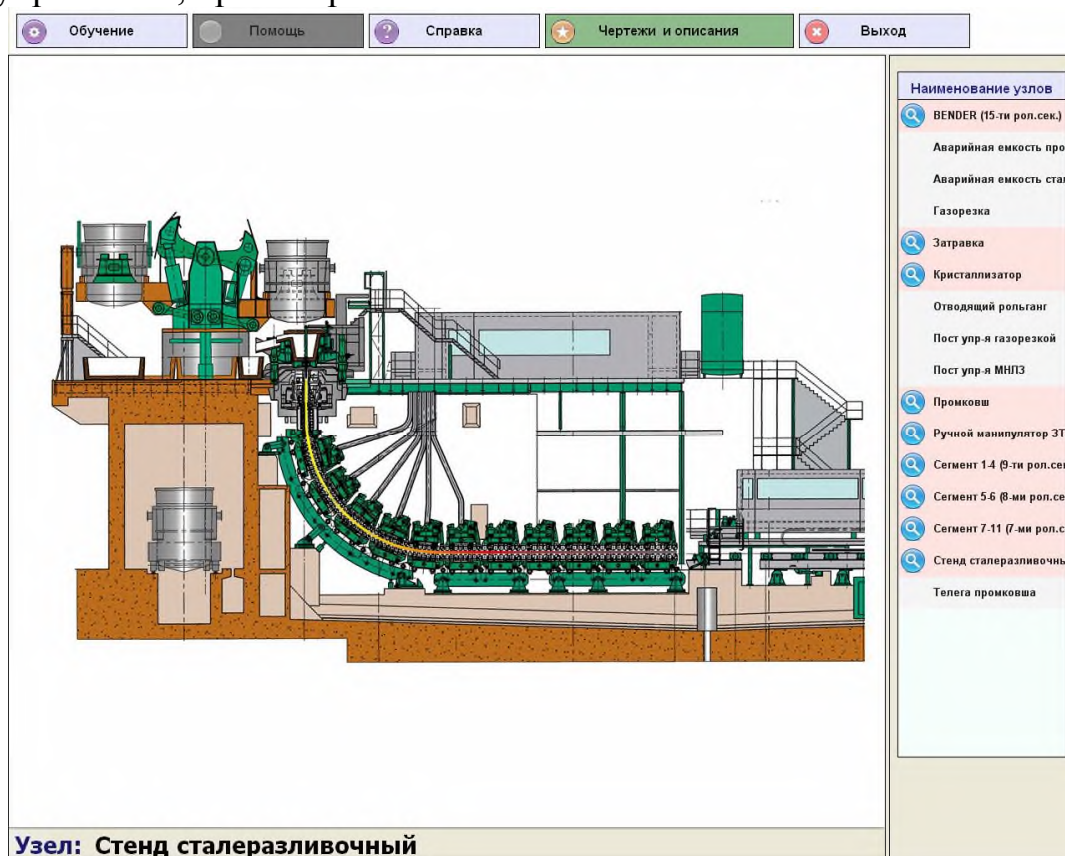 Обучение
Помощь
Справка
Чертежи и описания
Выход
Наименование узлов
BENDER (15-ти рол.сек.)
Аварийная емкость про
Аварийная емкость ста
Газорезка
Затравка
Кристаллизатор
Отводящий рольганг
Пост упр-я газорезкой
Пост упр-я МНЛЗ
Промковш
Ручной манипулятор ЗТ
Сегмент 1-4 (9-ти рол.се
Сегмент 5-6 (8-ми рол.се
Сегмент 7-11 (7-ми рол.с
Стенд сталеразливочны
Телега промковша
Узел: Стенд сталеразливочный